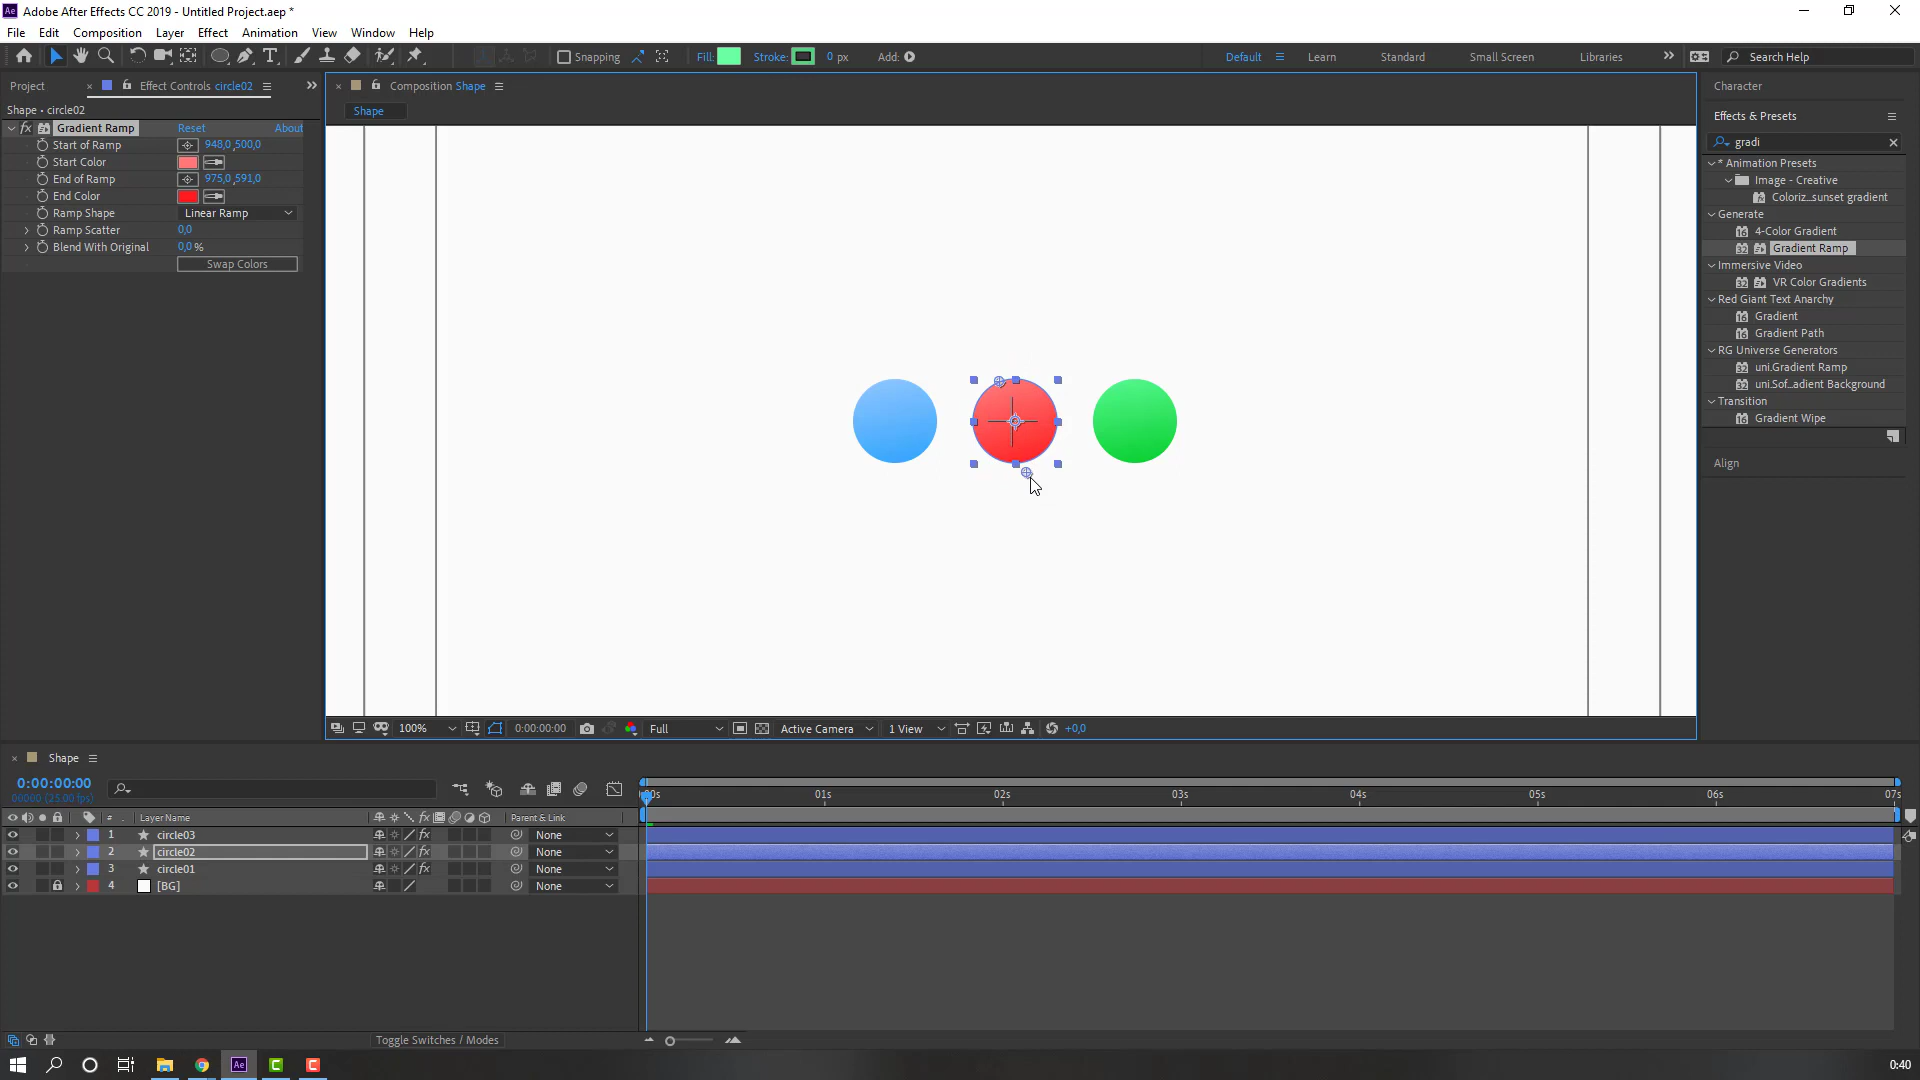 Adobe After Effects CC 2019 - Untitled Project.aep *
File Edit Composition Layer Effect Animation View Window Help
Snapping Fill: Stroke: 0 px Add: Default Learn Standard Small Screen Libraries Search Help
Project Effect Controls circle02
Shape • circle02
Gradient Ramp Reset About
Start of Ramp 948,0,500,0
Start Color
End of Ramp 975,0,591,0
End Color
Ramp Shape Linear Ramp
Ramp Scatter 0,0
Blend With Original 0,0 %
Swap Colors
Composition Shape
Shape
100% 0:00:00:00 Full Active Camera 1 View +0,0
Character
Effects & Presets
gradi
* Animation Presets
Image - Creative
Coloriz...sunset gradient
Generate
4-Color Gradient
Gradient Ramp
Immersive Video
VR Color Gradients
Red Giant Text Anarchy
Gradient
Gradient Path
RG Universe Generators
uni.Gradient Ramp
uni.Sof...adient Background
Transition
Gradient Wipe
Align
Shape
0:00:00:00
00000 (25.00 fps)
:00s 01s 02s 03s 04s 05s 06s 07s
# Layer Name Parent & Link
1 circle03 None
2 circle02 None
3 circle01 None
4 [BG] None
Toggle Switches / Modes
0:40